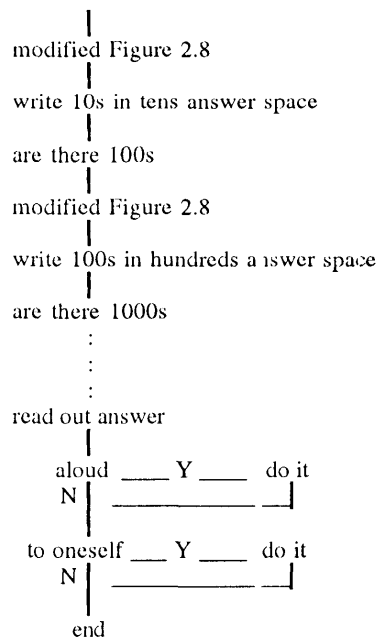 modified Figure 2.8
write 10s in tens answer space
are there 100s
modified Figure 2.8
write 100s in hundreds answer space
are there 1000s
read out answer
aloud Y do it
N
to oneself Y do it
N
end